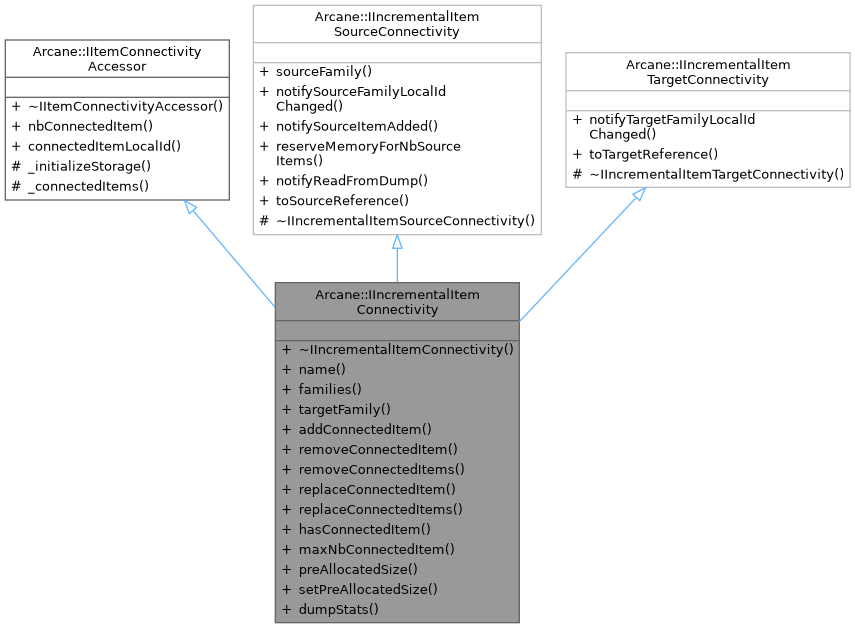 Arcane::IItemConnectivity
Accessor
+ ~IItemConnectivityAccessor()
+ nbConnectedItem()
+ connectedItemLocalId()
# _initializeStorage()
# _connectedItems()
Arcane::IIncrementalItem
SourceConnectivity
+ sourceFamily()
+ notifySourceFamilyLocalId
Changed()
+ notifySourceItemAdded()
+ reserveMemoryForNbSource
Items()
+ notifyReadFromDump()
+ toSourceReference()
# ~IIncrementalItemSourceConnectivity()
Arcane::IIncrementalItem
TargetConnectivity
+ notifyTargetFamilyLocalId
Changed()
+ toTargetReference()
# ~IIncrementalItemTargetConnectivity()
Arcane::IIncrementalItem
Connectivity
+ ~IIncrementalItemConnectivity()
+ name()
+ families()
+ targetFamily()
+ addConnectedItem()
+ removeConnectedItem()
+ removeConnectedItems()
+ replaceConnectedItem()
+ replaceConnectedItems()
+ hasConnectedItem()
+ maxNbConnectedItem()
+ preAllocatedSize()
+ setPreAllocatedSize()
+ dumpStats()